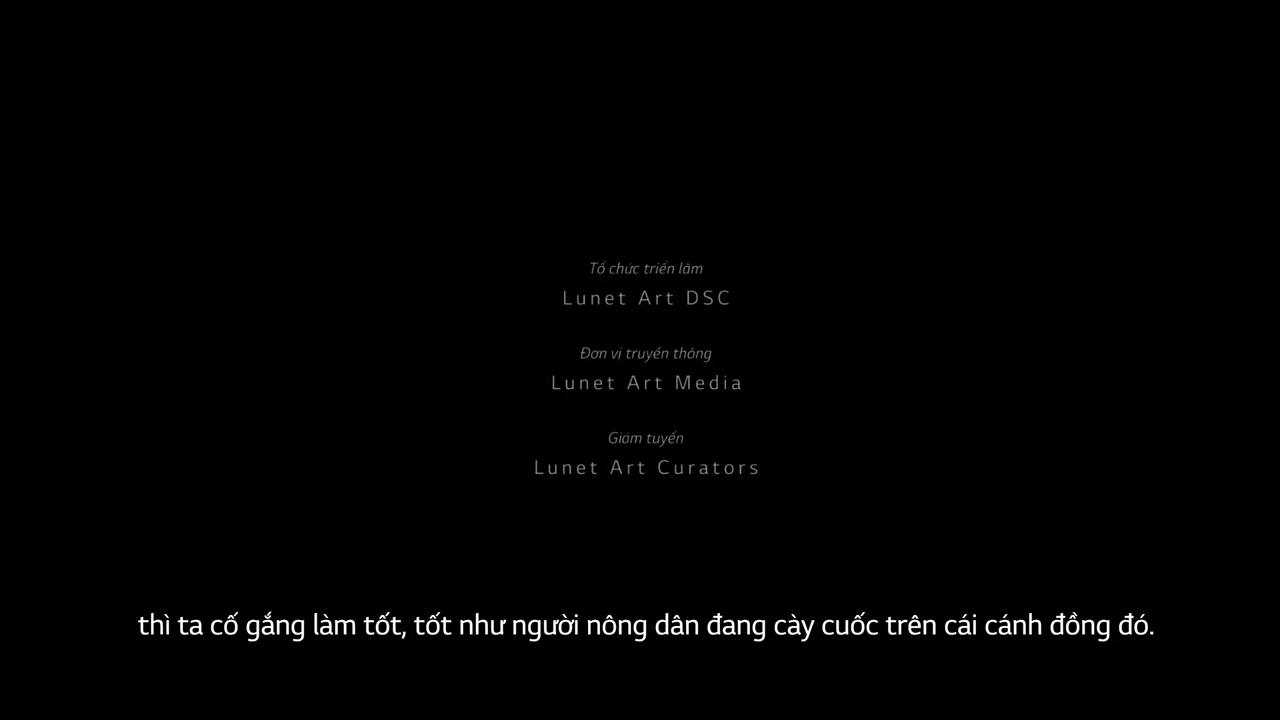 Tổ chức triển lãm
Lunet Art DSC
Đơn vị truyền thông
Lunet Art Media
Giám tuyển
Lunet Art Curators
thì ta cố gắng làm tốt, tốt như người nông dân đang cày cuốc trên cái cánh đồng đó.